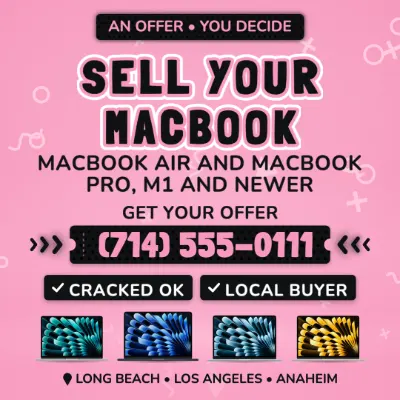 AN OFFER • YOU DECIDE
SELL YOUR
MACBOOK
MACBOOK AIR AND MACBOOK
PRO, M1 AND NEWER
GET YOUR OFFER
(714) 555-0111
CRACKED OK
LOCAL BUYER
LONG BEACH • LOS ANGELES • ANAHEIM